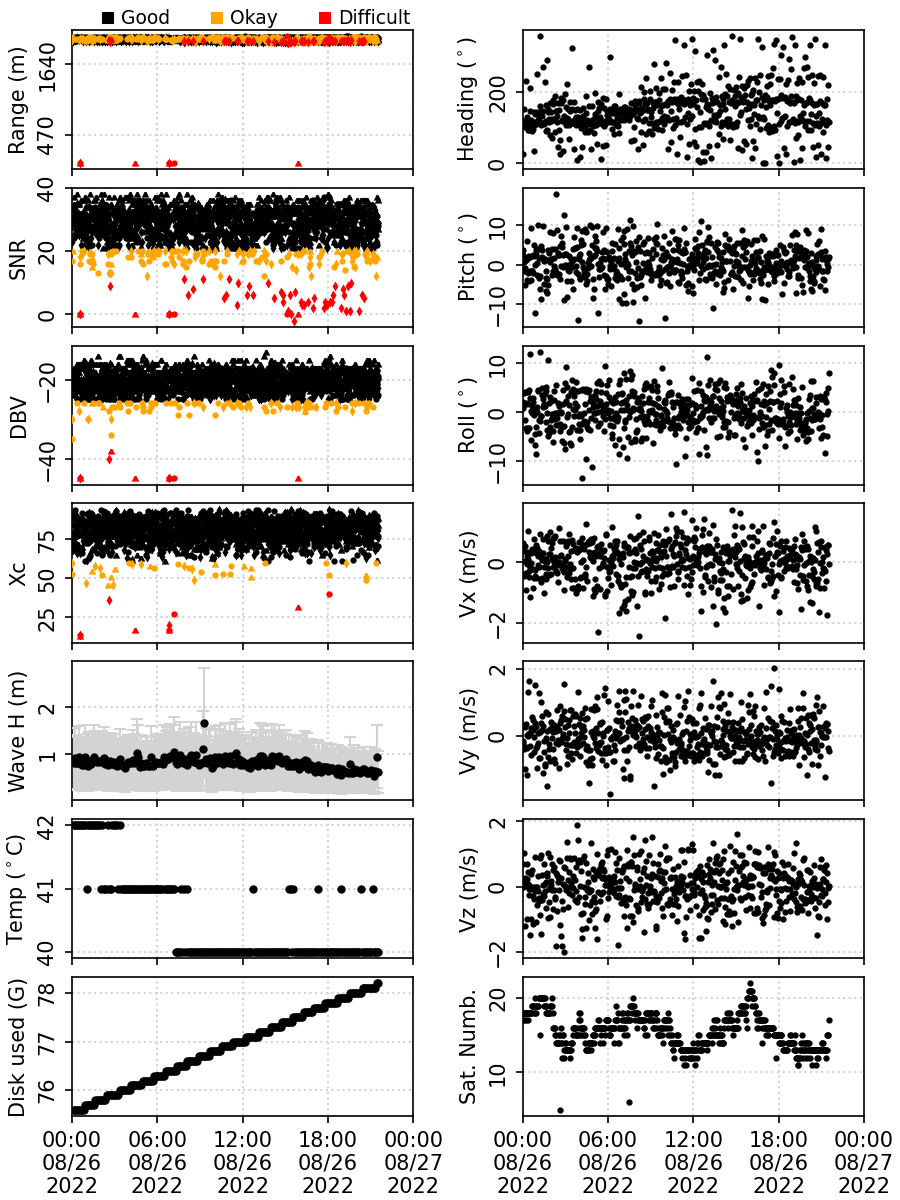 Good Okay Difficult
Range (m)
1640
470
Heading (°)
200
0
SNR
40
20
0
Pitch (°)
10
0
−10
DBV
−20
−40
Roll (°)
10
0
−10
Xc
75
50
25
Vx (m/s)
0
−2
Wave H (m)
2
1
Vy (m/s)
2
0
Temp (°C)
42
41
40
Vz (m/s)
2
0
−2
Disk used (G)
78
77
76
Sat. Numb.
20
10
00:00 06:00 12:00 18:00 00:00
08/26 08/26 08/26 08/26 08/27
2022 2022 2022 2022 2022
00:00 06:00 12:00 18:00 00:00
08/26 08/26 08/26 08/26 08/27
2022 2022 2022 2022 2022